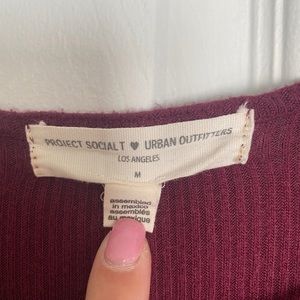 PROJECT SOCIAL T ♥ URBAN OUTFITTERS
LOS ANGELES
M
assembled
in mexico
assemblés
au mexique